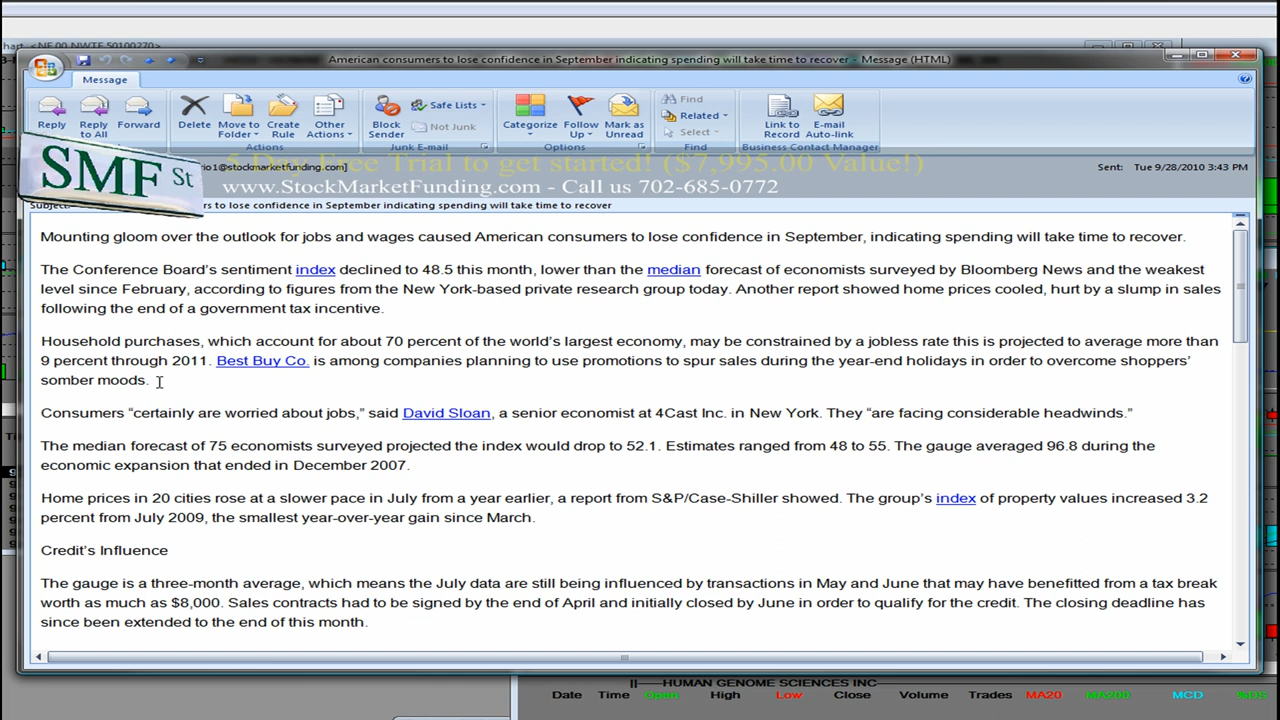 chart <NF 00 NWTF 50100270>
American consumers to lose confidence in September indicating spending will take time to recover - Message (HTML)
Message
Reply
Reply to All
Forward
Delete
Move to Folder
Create Rule
Other Actions
Block Sender
Safe Lists
Not Junk
Categorize
Follow Up
Mark as Unread
Find
Related
Select
Link to Record
E-mail Auto-link
Actions
Junk E-mail
Options
Find
Business Contact Manager
5 Day Free Trial to get started! ($7,995.00 Value!)
SMF St
rio1@stockmarketfunding.com]
Sent: Tue 9/28/2010 3:43 PM
www.StockMarketFunding.com - Call us 702-685-0772
Subject: to lose confidence in September indicating spending will take time to recover
Mounting gloom over the outlook for jobs and wages caused American consumers to lose confidence in September, indicating spending will take time to recover.
The Conference Board's sentiment index declined to 48.5 this month, lower than the median forecast of economists surveyed by Bloomberg News and the weakest
level since February, according to figures from the New York-based private research group today. Another report showed home prices cooled, hurt by a slump in sales
following the end of a government tax incentive.
Household purchases, which account for about 70 percent of the world's largest economy, may be constrained by a jobless rate this is projected to average more than
9 percent through 2011. Best Buy Co. is among companies planning to use promotions to spur sales during the year-end holidays in order to overcome shoppers'
somber moods.
Consumers “certainly are worried about jobs,” said David Sloan, a senior economist at 4Cast Inc. in New York. They “are facing considerable headwinds.”
The median forecast of 75 economists surveyed projected the index would drop to 52.1. Estimates ranged from 48 to 55. The gauge averaged 96.8 during the
economic expansion that ended in December 2007.
Home prices in 20 cities rose at a slower pace in July from a year earlier, a report from S&P/Case-Shiller showed. The group's index of property values increased 3.2
percent from July 2009, the smallest year-over-year gain since March.
Credit's Influence
The gauge is a three-month average, which means the July data are still being influenced by transactions in May and June that may have benefitted from a tax break
worth as much as $8,000. Sales contracts had to be signed by the end of April and initially closed by June in order to qualify for the credit. The closing deadline has
since been extended to the end of this month.
HUMAN GENOME SCIENCES INC
Date Time Open High Low Close Volume Trades MA20 MA200 MCD %DS